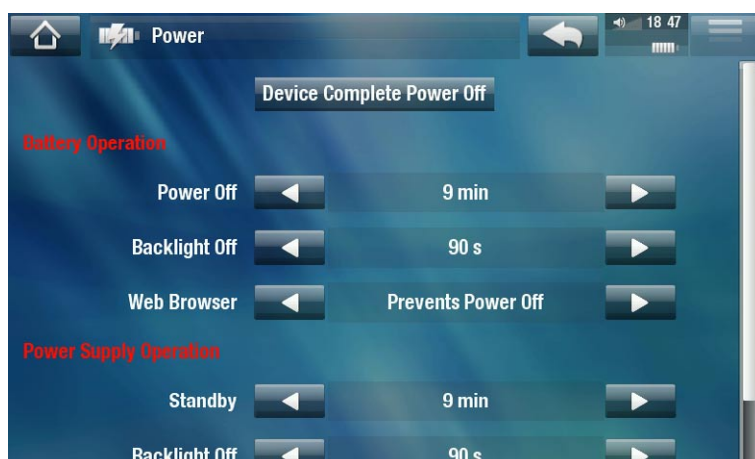 Power
18 47
Device Complete Power Off
Battery Operation
Power Off 9 min
Backlight Off 90 s
Web Browser Prevents Power Off
Power Supply Operation
Standby 9 min
Backlight Off 90 s